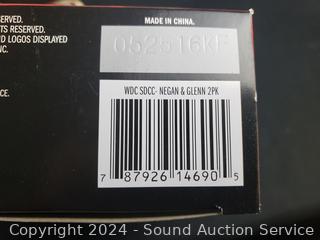 ERVED.
TS RESERVED.
D LOGOS DISPLAYED
NC.
CE.
MADE IN CHINA.
052516KF
WDC SDCC- NEGAN & GLENN 2PK
7 87926 14690 5
Copyright 2024 - Sound Auction Service